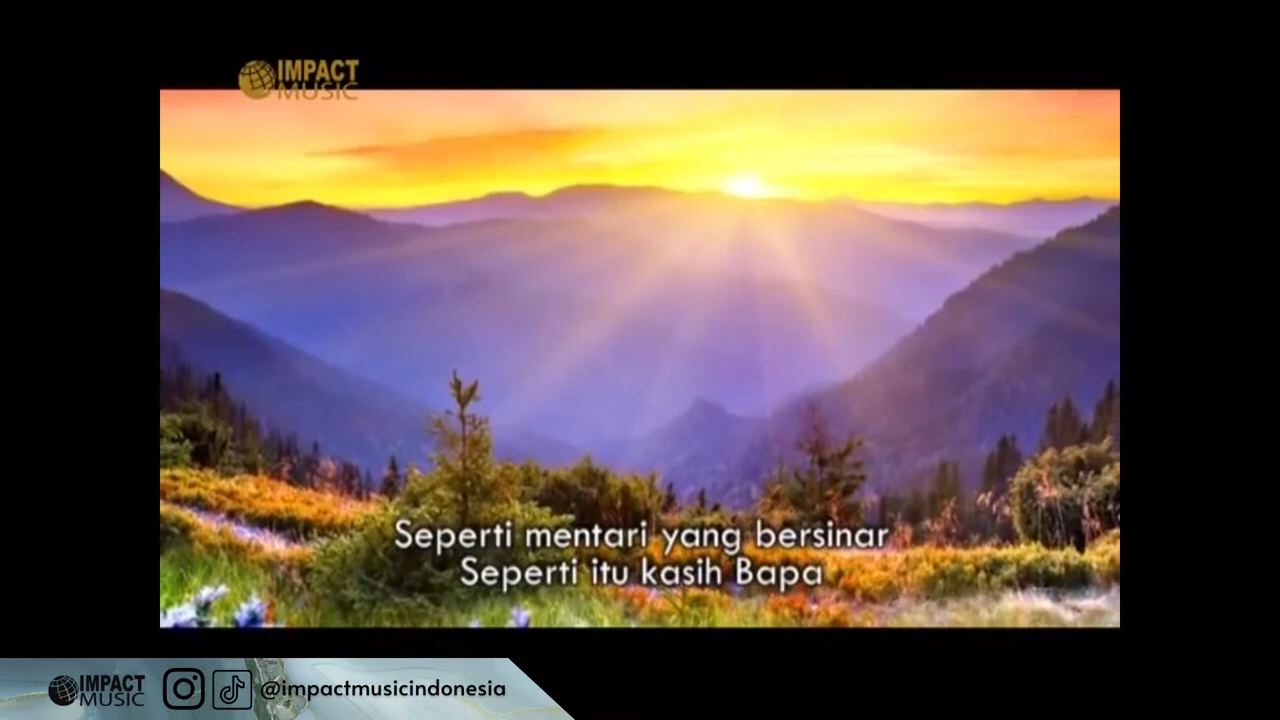 IMPACT
MUSIC
Seperti mentari yang bersinar
Seperti itu kasih Bapa
IMPACT
MUSIC
@impactmusicindonesia